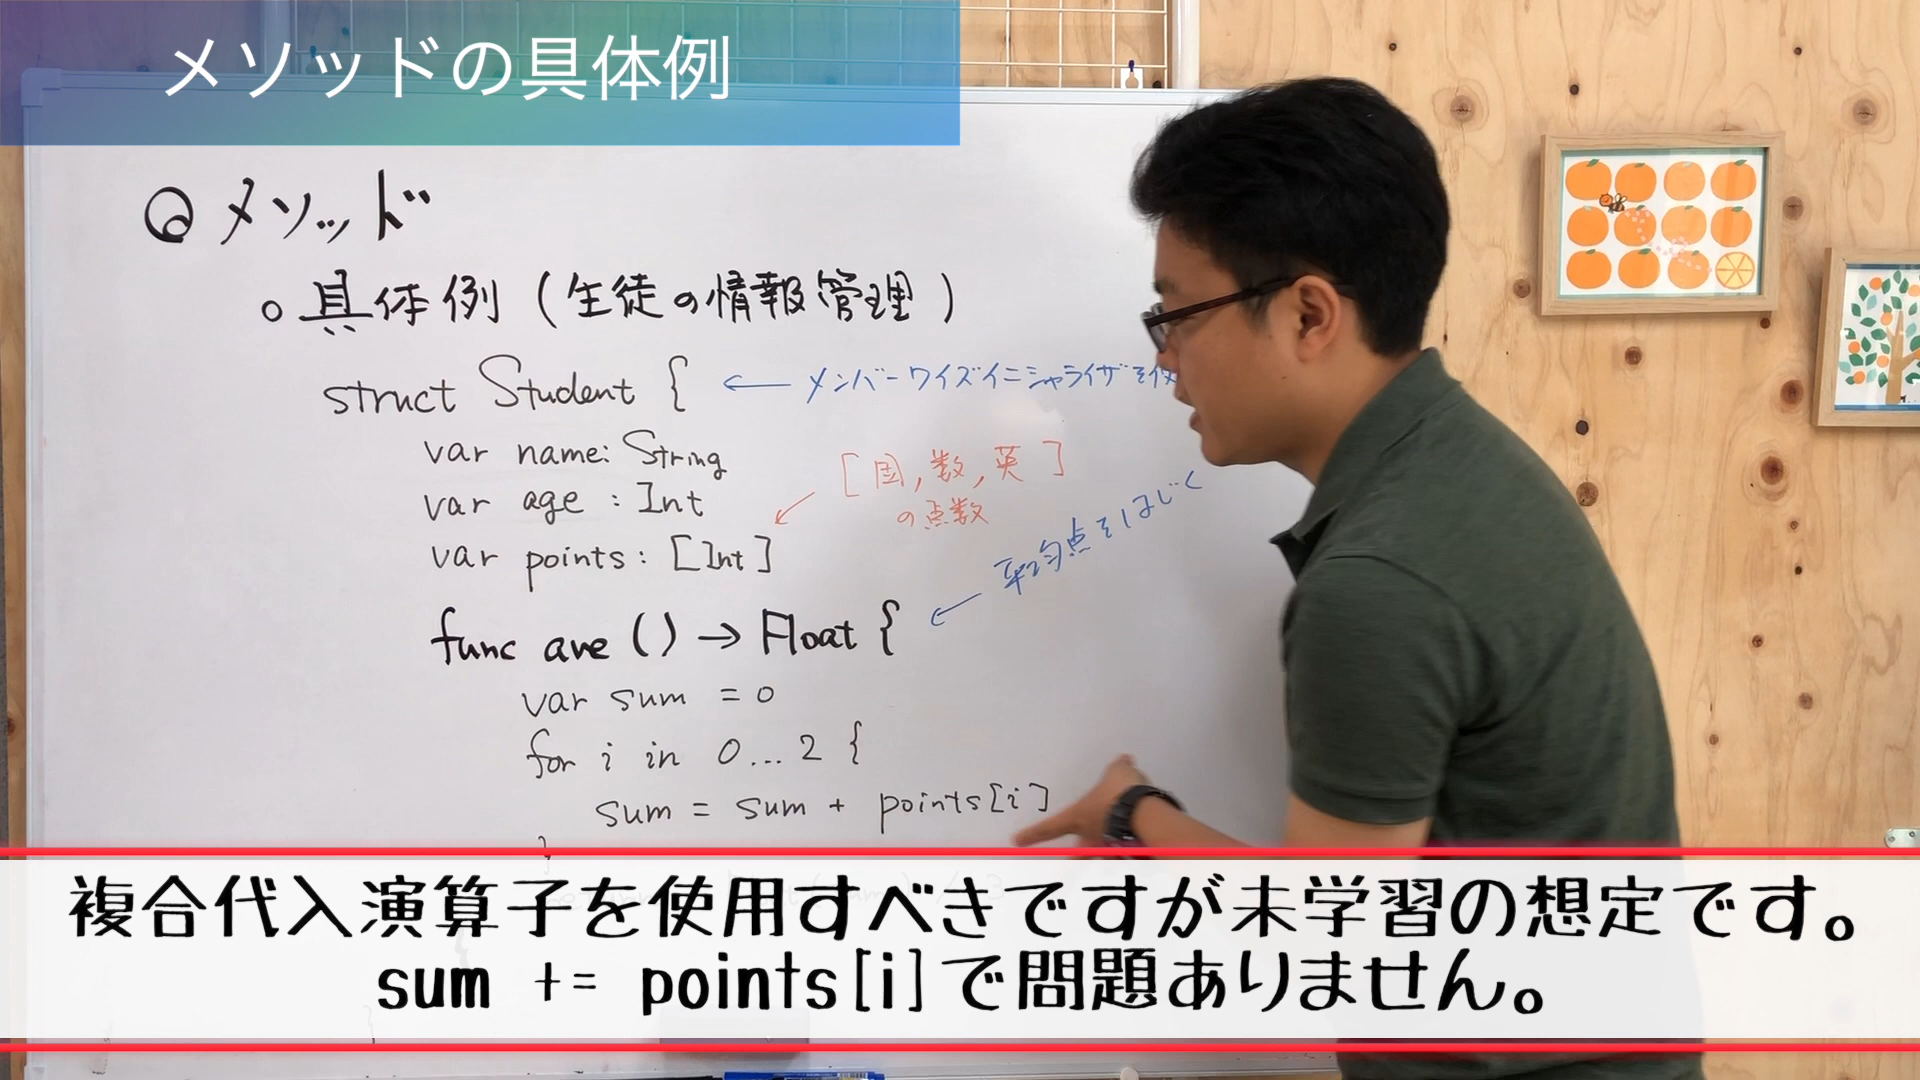 メソッドの具体例
メソッド
○具体例(生徒の情報管理)
struct Student { ← メンバーワイズイニシャライザを使
var name: String
var age : Int
[国,数,英]
の点数
var points: [Int]
平均点をはじく
func ave () → Float {
var sum = 0
for i in 0...2 {
sum = sum + points[i]
}
複合代入演算子を使用すべきですが未学習の想定です。
sum += points[i]で問題ありません。